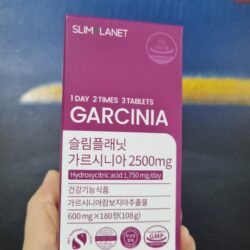 SLIM LANET
1 DAY 2 TIMES 3 TABLETS
GARCINIA
슬림플래닛
가르시니아 2500mg
Hydroxycitric acid 1,750 mg/day
건강기능식품
가르시니아캄보지아추출물
600 mg × 180정(108 g)
GMP